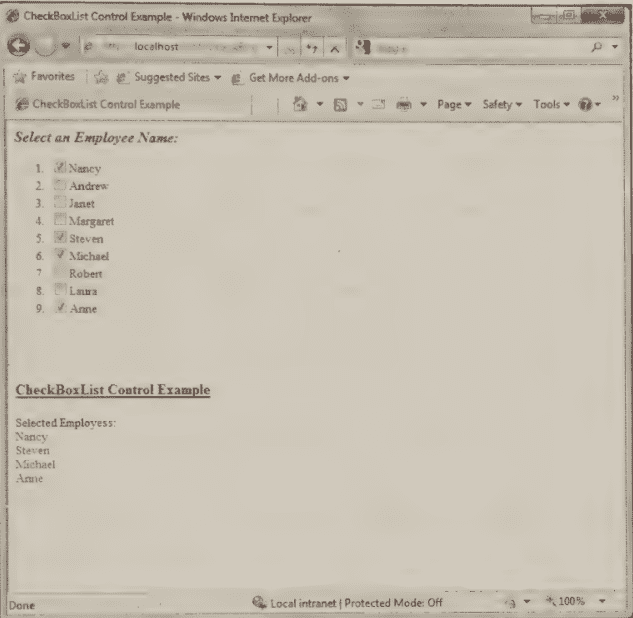 CheckBoxList Control Example - Windows Internet Explorer
localhost
Favorites Suggested Sites Get More Add-ons
CheckBoxList Control Example Page Safety Tools »
Select an Employee Name:
1. Nancy
2. Andrew
3. Janet
4. Margaret
5. Steven
6. Michael
7 Robert
8. Laura
9. Anne
CheckBoxList Control Example
Selected Employess:
Nancy
Steven
Michael
Anne
Done Local intranet | Protected Mode: Off 100%